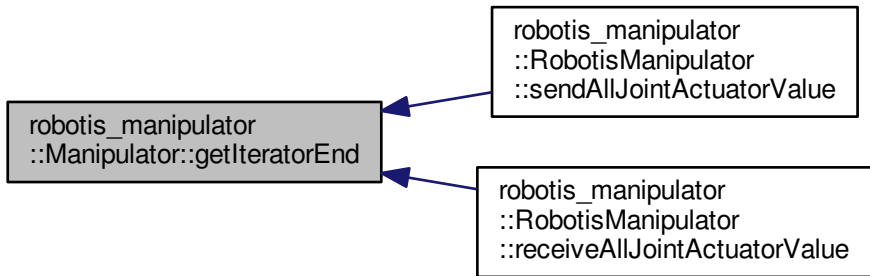 robotis_manipulator
::Manipulator::getIteratorEnd
robotis_manipulator
::RobotisManipulator
::sendAllJointActuatorValue
robotis_manipulator
::RobotisManipulator
::receiveAllJointActuatorValue